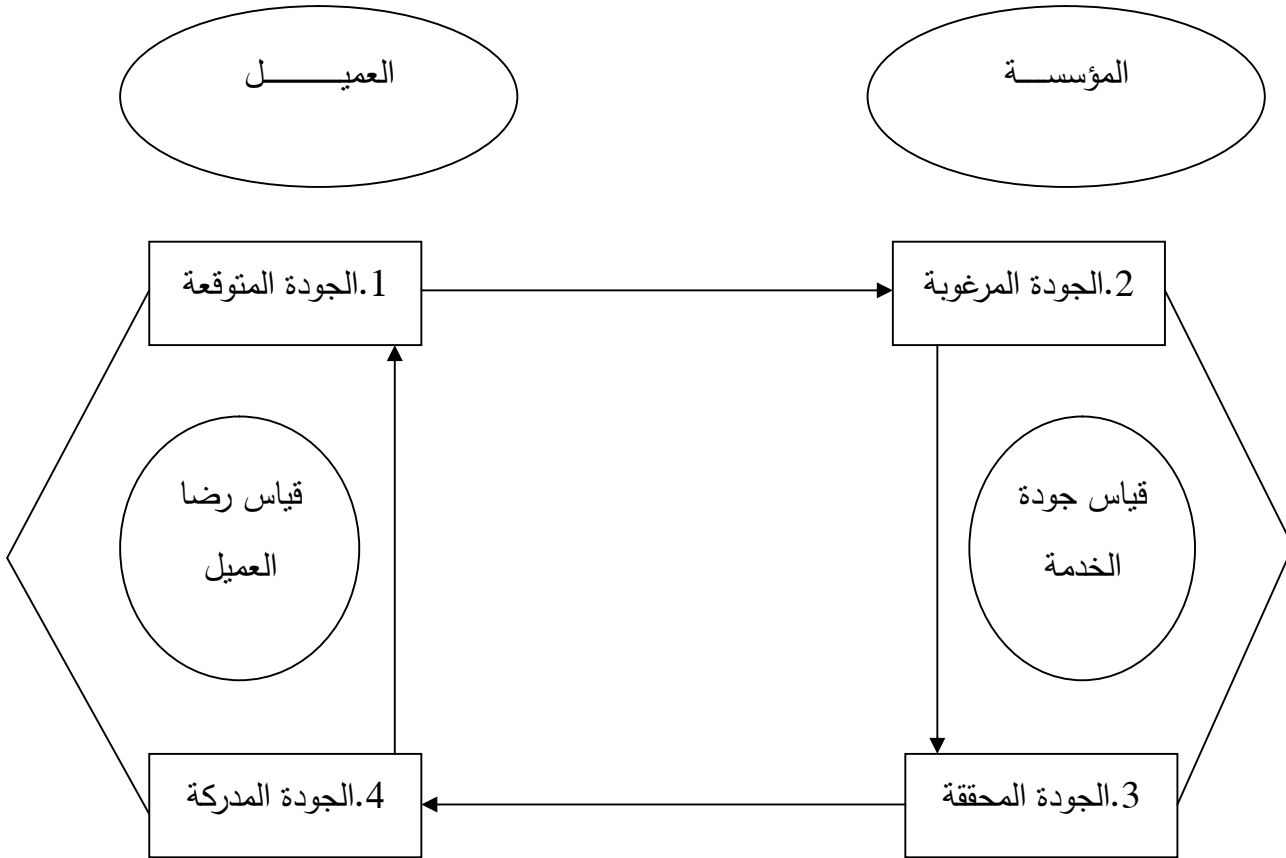 المؤسســـة
العميـــــــل
2.الجودة المرغوبة
1.الجودة المتوقعة
قياس جودة
الخدمة
قياس رضا
العميل
3.الجودة المحققة
4.الجودة المدركة